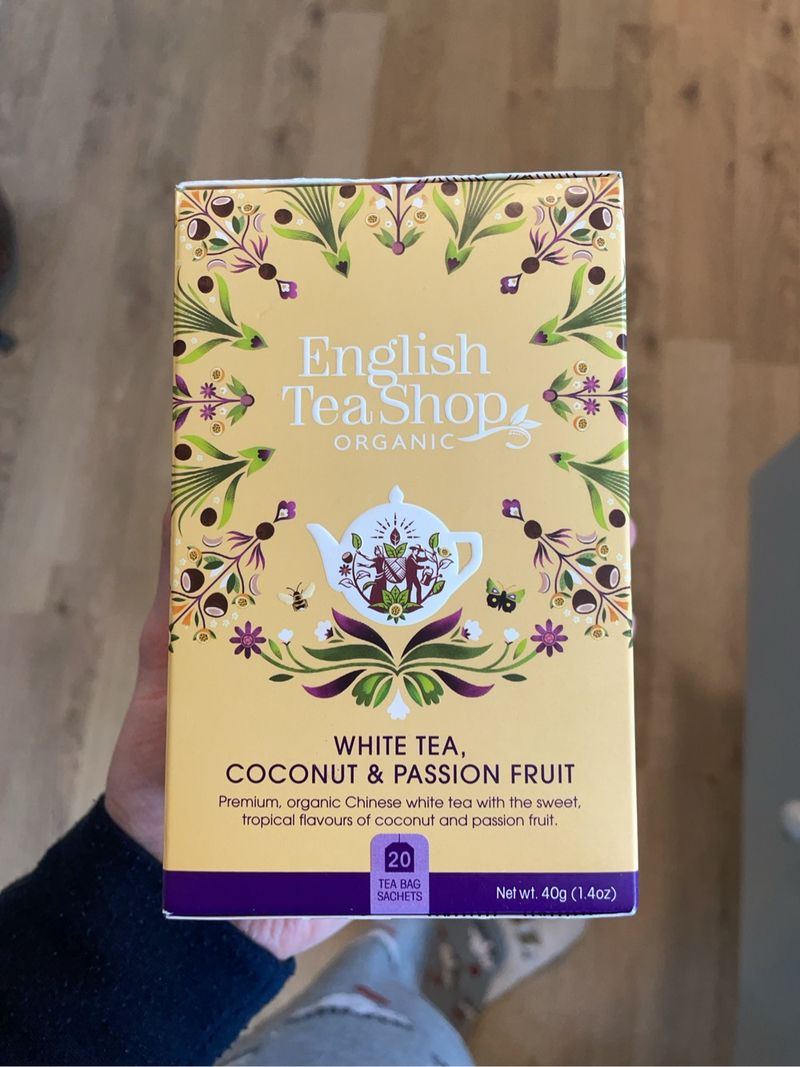 English
Tea Shop
ORGANIC
WHITE TEA,
COCONUT & PASSION FRUIT
Premium, organic Chinese white tea with the sweet,
tropical flavours of coconut and passion fruit.
20
TEA BAG
SACHETS
Net wt. 40g (1.4oz)